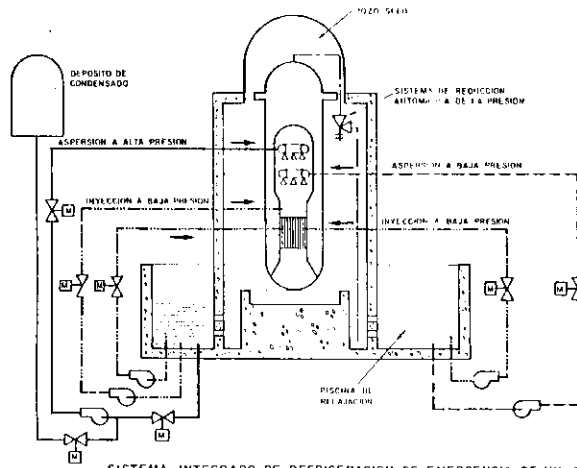 POZO SECO
DEPOSITO DE
CONDENSADO
SISTEMA DE REDUCCION
AUTOMATICA DE LA PRESION
ASPERSION A ALTA PRESION
ASPERSION A BAJA PRESION
INYECCION A BAJA PRESION
INYECCION A BAJA PRESION
M
M
M
M
M
M
M
PISCINA DE
RELAJACION
SISTEMA INTEGRADO DE REFRIGERACION DE EMERGENCIA DE